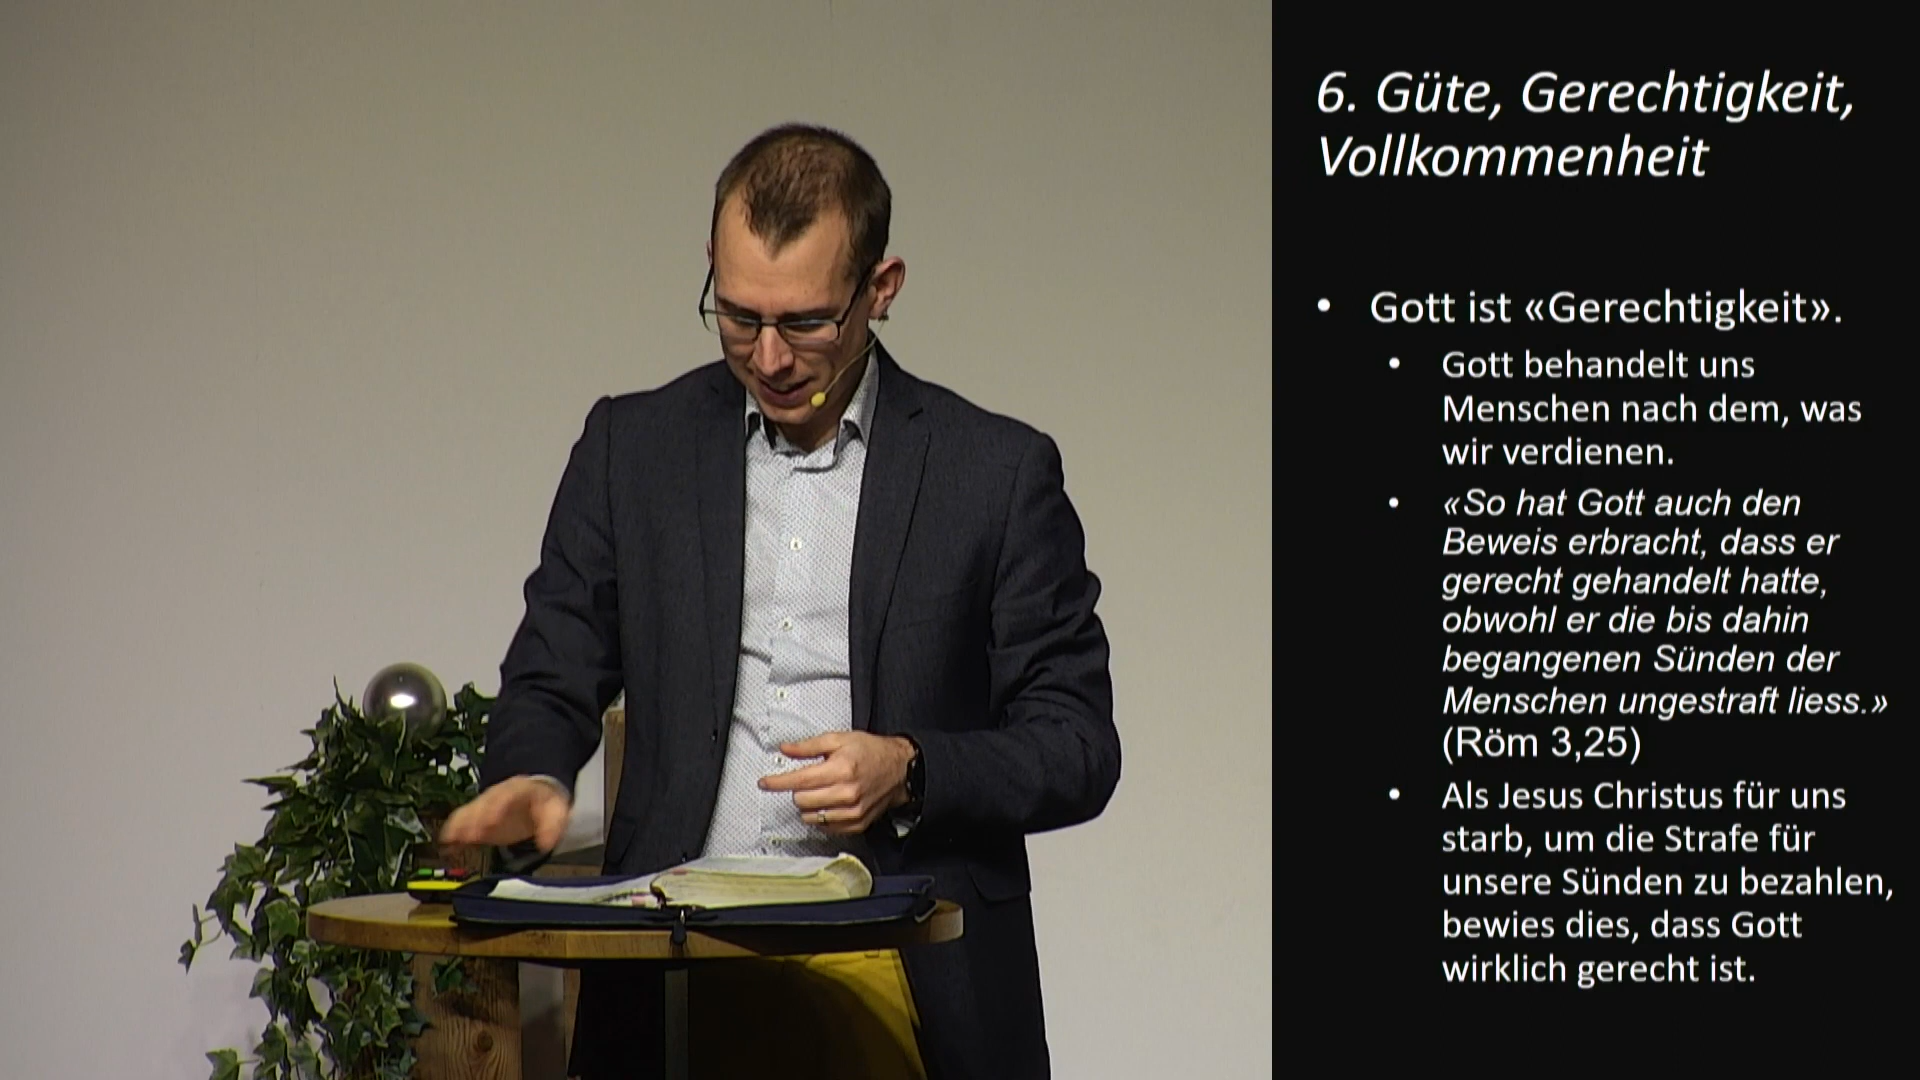 6. Güte, Gerechtigkeit,
Vollkommenheit
• Gott ist «Gerechtigkeit».
• Gott behandelt uns
Menschen nach dem, was
wir verdienen.
• «So hat Gott auch den
Beweis erbracht, dass er
gerecht gehandelt hatte,
obwohl er die bis dahin
begangenen Sünden der
Menschen ungestraft liess.»
(Röm 3,25)
• Als Jesus Christus für uns
starb, um die Strafe für
unsere Sünden zu bezahlen,
bewies dies, dass Gott
wirklich gerecht ist.